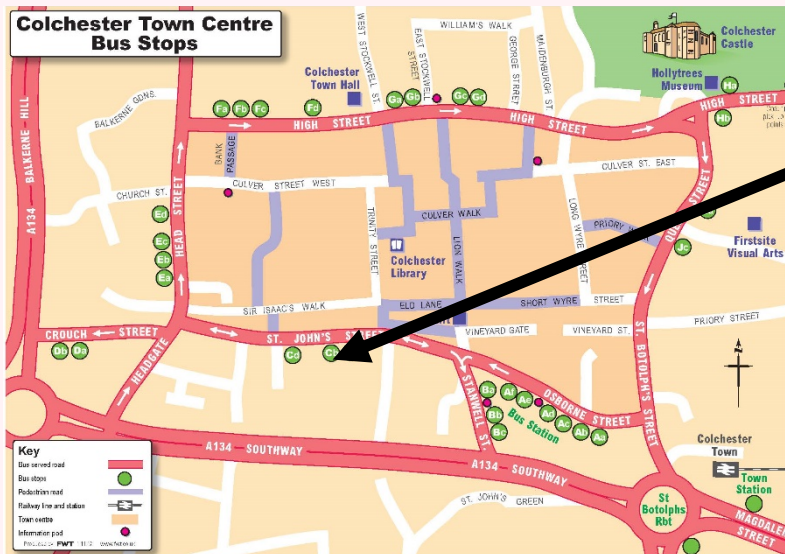 Colchester Town Centre
Bus Stops
WEST STOCKWELL ST.
EAST STOCKWELL STREET
WILLIAM'S WALK
GEORGE STREET
MAIDENBURGH ST.
Colchester
Castle
Hollytrees
Museum
Colchester
Town Hall
A134 BALKERNE HILL
BALKERNE GDNS.
Fa
Fb
Fc
Fd
Ga
Gb
Gc
Gd
Ha
Hb
HIGH STREET
HIGH STREET
HIGH STREET
BANK PASSAGE
CULVER ST. EAST
CHURCH ST.
CULVER STREET WEST
HEAD STREET
Ed
Ec
Eb
Ea
TRINITY STREET
CULVER WALK
LION WALK
LONG WYRE STREET
PRIORY
Jc
Firstsite
Visual Arts
Colchester
Library
SIR ISAAC'S WALK
ELD LANE
SHORT WYRE STREET
VINEYARD GATE
VINEYARD ST.
PRIORY STREET
CROUCH STREET
Db
Da
HEADGATE
ST. JOHN'S
Cd
STANWELL ST.
OSBORNE STREET
ST. BOTOLPH'S STREET
Ba
Bb
Bc
Af
Ae
Ad
Ac
Ab
Aa
Bus Station
N
A134 SOUTHWAY
A134 SOUTHWAY
ST. JOHN'S GREEN
Colchester
Town
Town
Station
St
Botolphs
Rbt
MAGDALEN
STREET
Key
Bus served road
Bus stops
Pedestrian road
Railway line and station
Town centre
Information pod
FWT